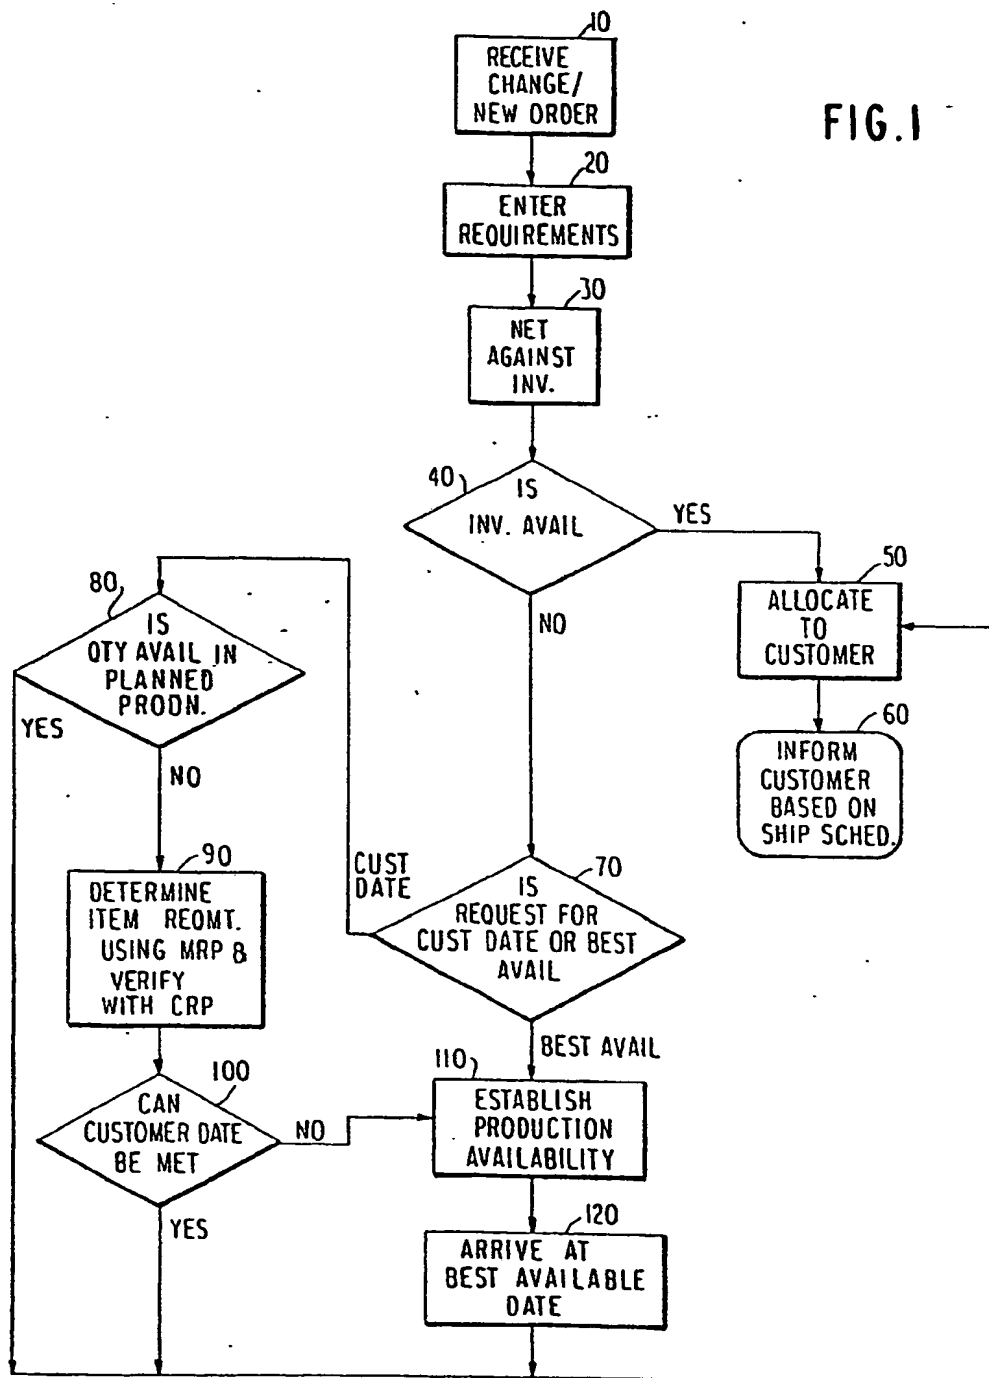 FIG.1
10
RECEIVE
CHANGE/
NEW ORDER
20
ENTER
REQUIREMENTS
30
NET
AGAINST
INV.
40
IS
INV. AVAIL
YES
NO
50
ALLOCATE
TO
CUSTOMER
60
INFORM
CUSTOMER
BASED ON
SHIP SCHED.
70
IS
REQUEST FOR
CUST DATE OR BEST
AVAIL
CUST
DATE
BEST AVAIL
80
IS
QTY AVAIL IN
PLANNED
PRODN.
YES
NO
90
DETERMINE
ITEM REQMT.
USING MRP &
VERIFY
WITH CRP
100
CAN
CUSTOMER DATE
BE MET
NO
YES
110
ESTABLISH
PRODUCTION
AVAILABILITY
120
ARRIVE AT
BEST AVAILABLE
DATE